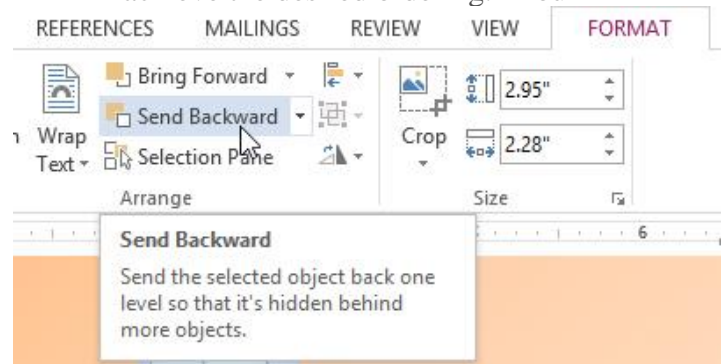 REFERENCES MAILINGS REVIEW VIEW FORMAT
Bring Forward
Send Backward 2.95"
Wrap Text Selection Pane Crop 2.28"
Arrange Size
6
Send Backward
Send the selected object back one
level so that it's hidden behind
more objects.